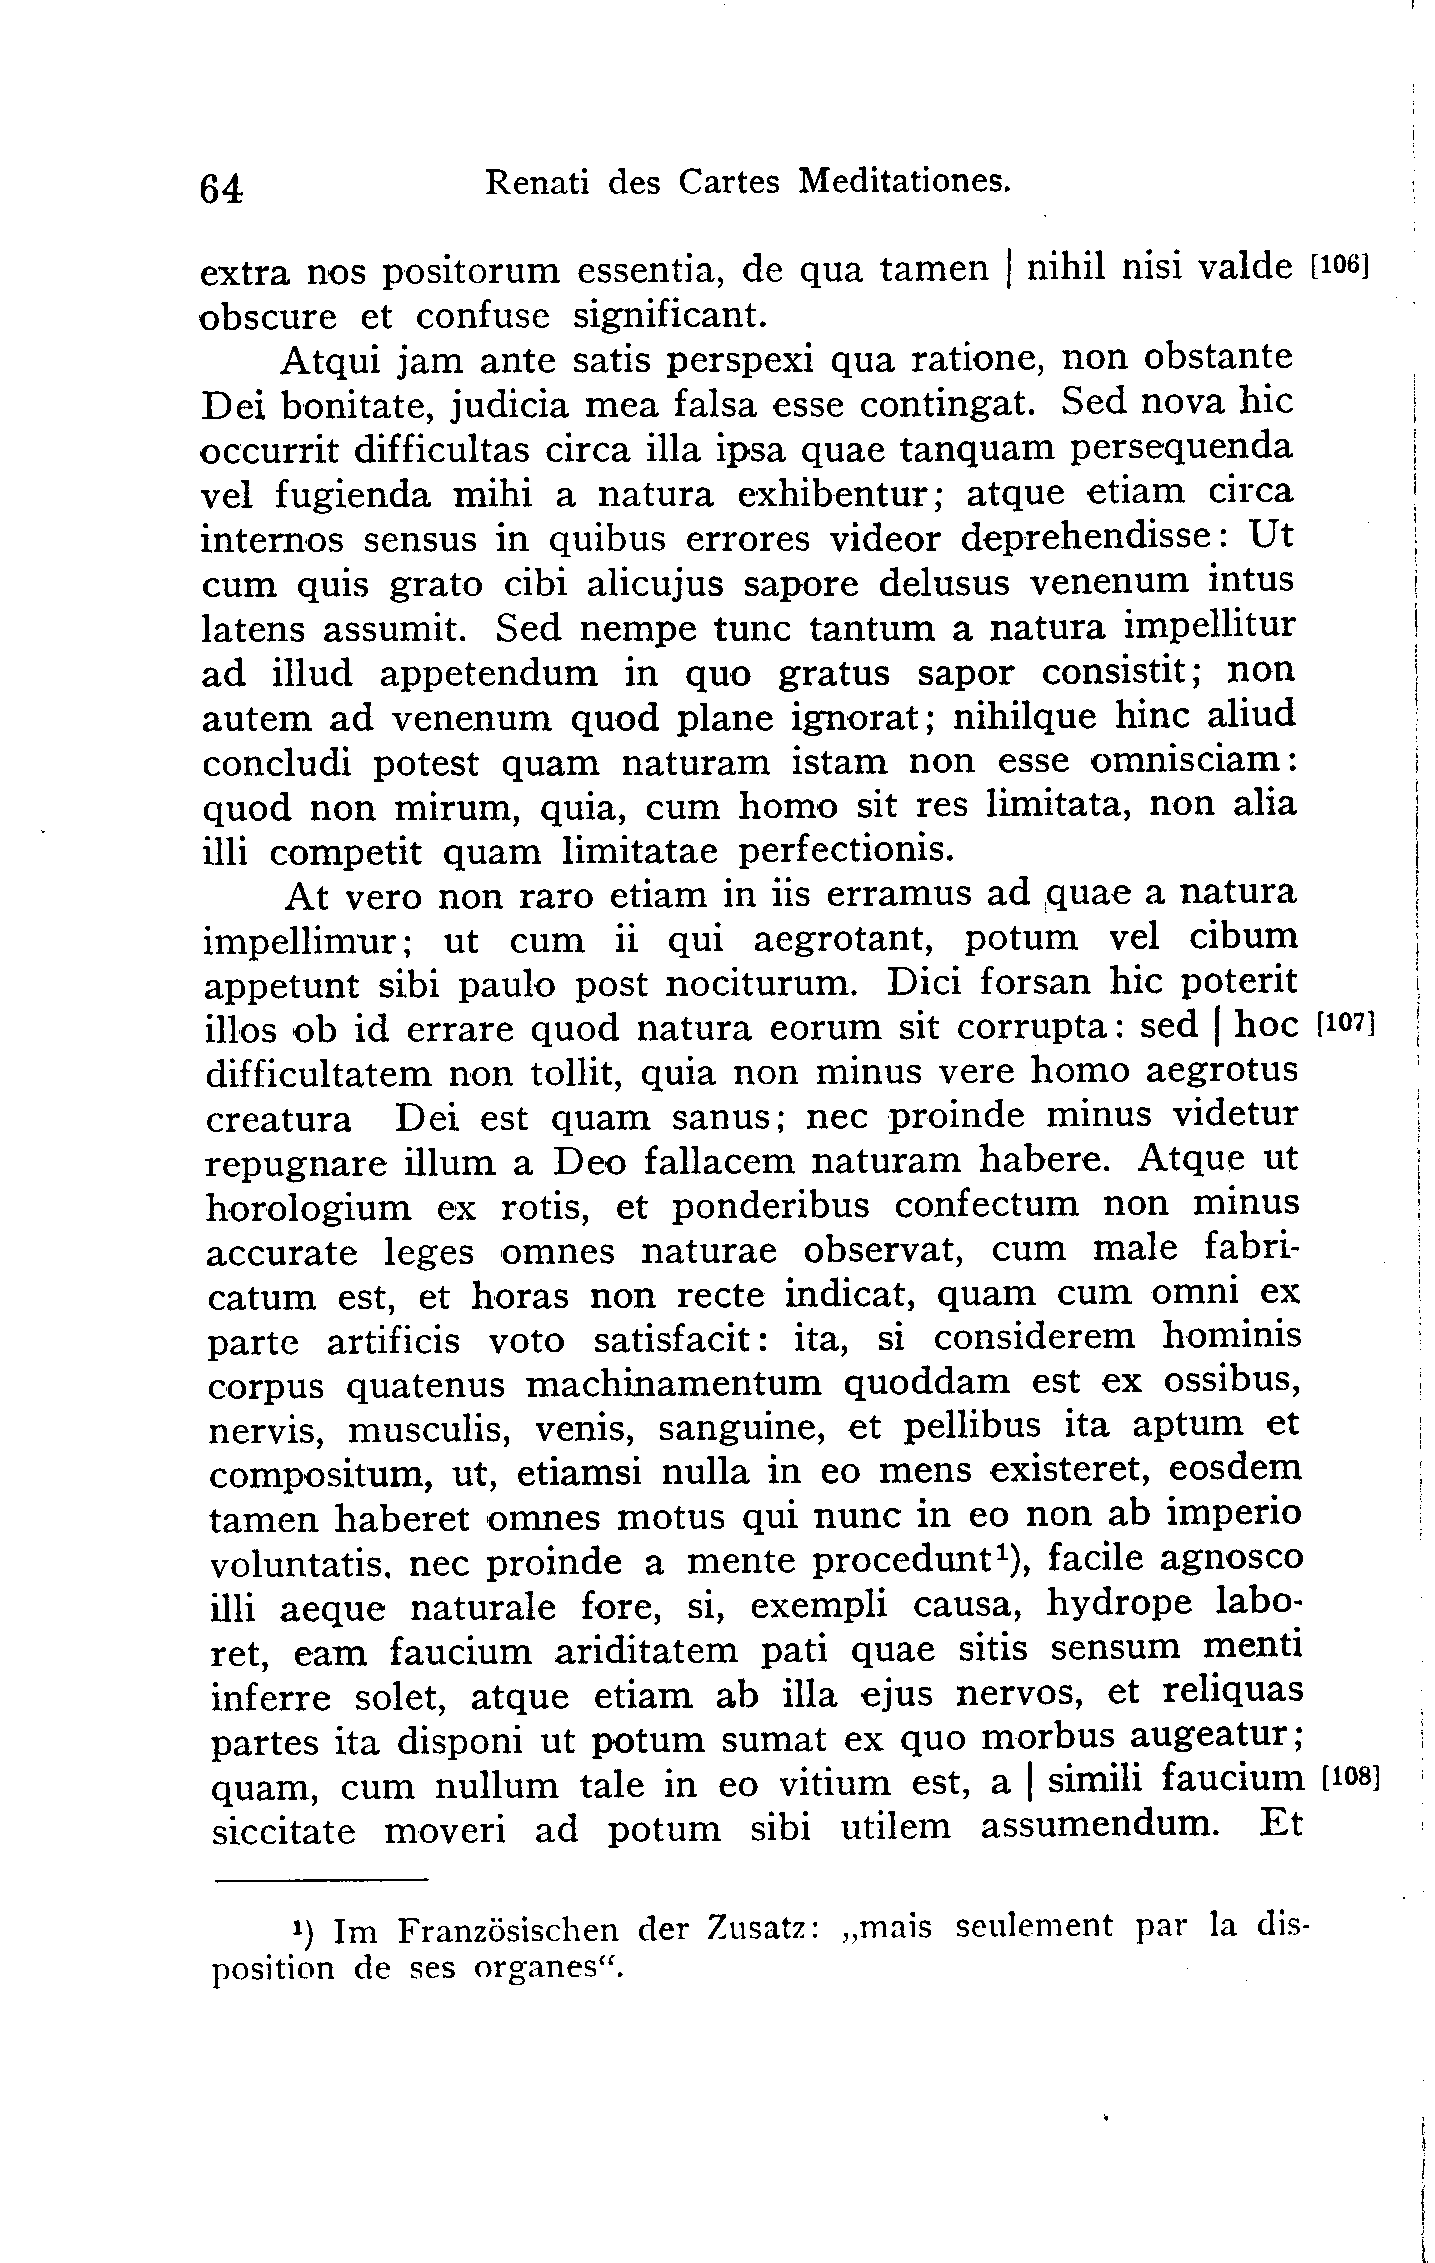 64 Renati des Cartes Meditationes.
extra nos positorum essentia, de qua tamen | nihil nisi valde [106]
obscure et confuse significant.
Atqui jam ante satis perspexi qua ratione, non obstante
Dei bonitate, judicia mea falsa esse contingat. Sed nova hic
occurrit difficultas circa illa ipsa quae tanquam persequenda
vel fugienda mihi a natura exhibentur; atque etiam circa
internos sensus in quibus errores videor deprehendisse: Ut
cum quis grato cibi alicujus sapore delusus venenum intus
latens assumit. Sed nempe tunc tantum a natura impellitur
ad illud appetendum in quo gratus sapor consistit; non
autem ad venenum quod plane ignorat; nihilque hinc aliud
concludi potest quam naturam istam non esse omnisciam:
quod non mirum, quia, cum homo sit res limitata, non alia
illi competit quam limitatae perfectionis.
At vero non raro etiam in iis erramus ad quae a natura
impellimur; ut cum ii qui aegrotant, potum vel cibum
appetunt sibi paulo post nociturum. Dici forsan hic poterit
illos ob id errare quod natura eorum sit corrupta: sed | hoc [107]
difficultatem non tollit, quia non minus vere homo aegrotus
creatura Dei est quam sanus; nec proinde minus videtur
repugnare illum a Deo fallacem naturam habere. Atque ut
horologium ex rotis, et ponderibus confectum non minus
accurate leges omnes naturae observat, cum male fabri-
catum est, et horas non recte indicat, quam cum omni ex
parte artificis voto satisfacit: ita, si considerem hominis
corpus quatenus machinamentum quoddam est ex ossibus,
nervis, musculis, venis, sanguine, et pellibus ita aptum et
compositum, ut, etiamsi nulla in eo mens existeret, eosdem
tamen haberet omnes motus qui nunc in eo non ab imperio
voluntatis, nec proinde a mente procedunt¹), facile agnosco
illi aeque naturale fore, si, exempli causa, hydrope labo-
ret, eam faucium ariditatem pati quae sitis sensum menti
inferre solet, atque etiam ab illa ejus nervos, et reliquas
partes ita disponi ut potum sumat ex quo morbus augeatur;
quam, cum nullum tale in eo vitium est, a | simili faucium [108]
siccitate moveri ad potum sibi utilem assumendum. Et
¹) Im Französischen der Zusatz: „mais seulement par la dis-
position de ses organes“.